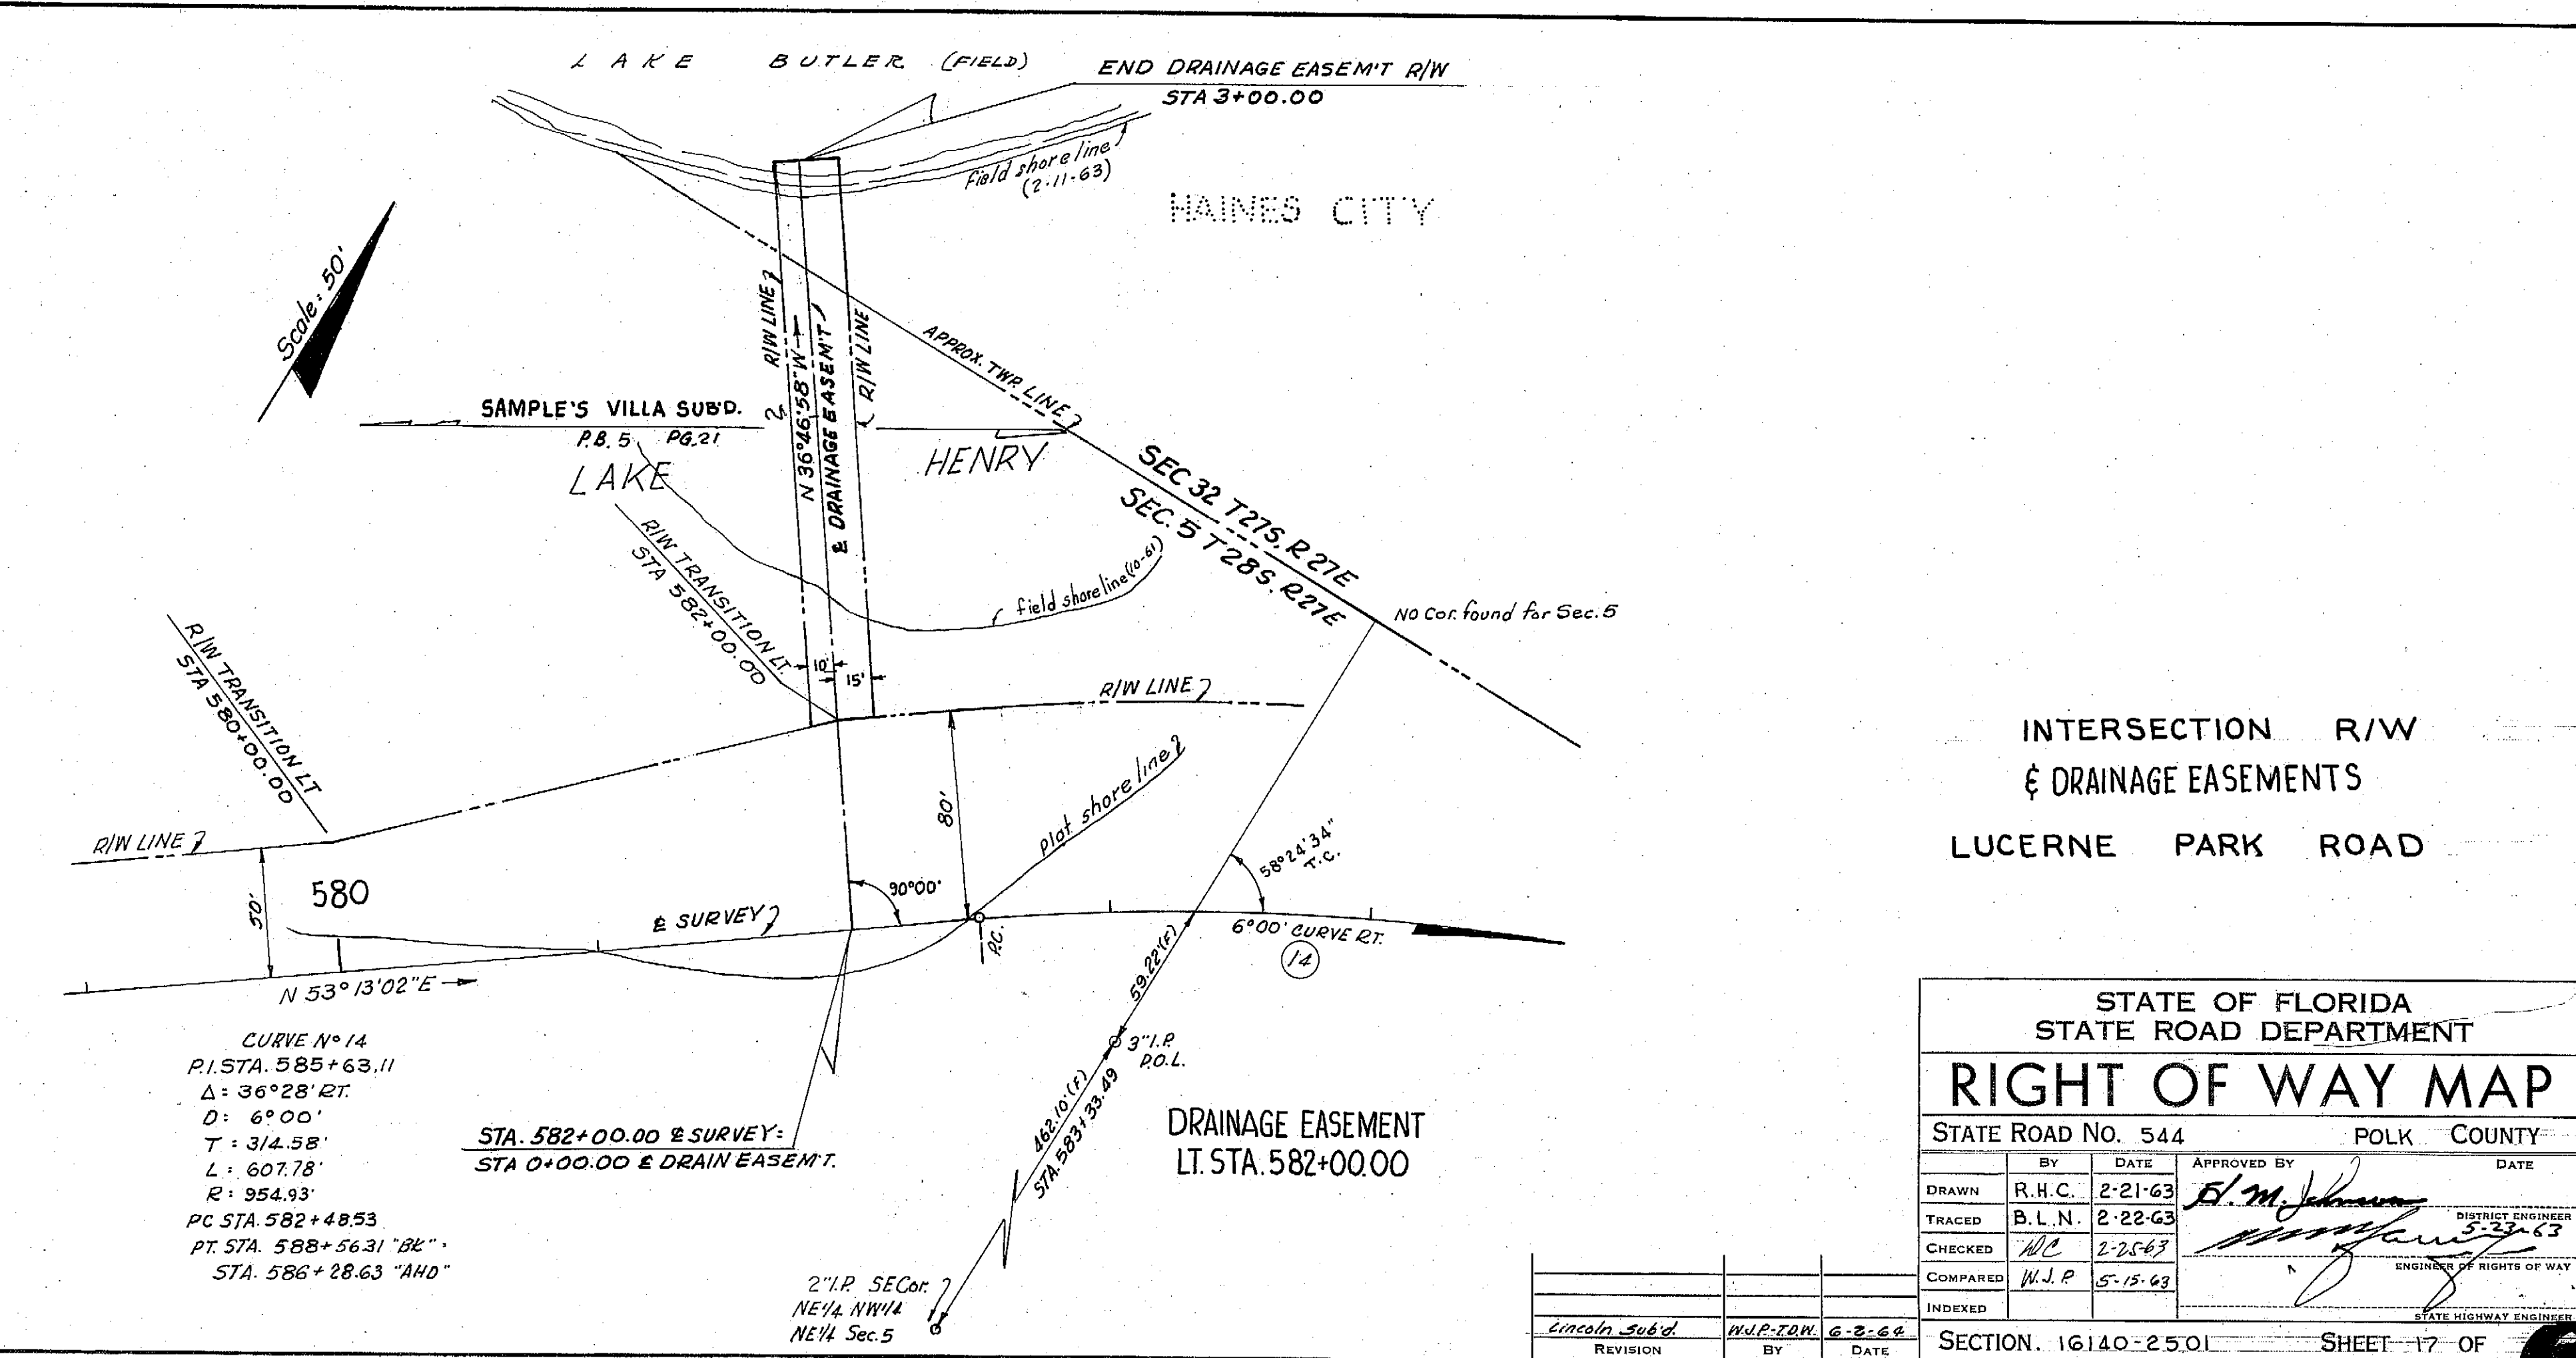 LAKE BUTLER (FIELD)
END DRAINAGE EASEM'T R/W
STA 3+00.00
Field shore line
(2-11-63)
HAINES CITY
Scale: 50'
R/W LINE
N 36°46'58"W
℄ DRAINAGE EASEM'T
R/W LINE
APPROX. TWP. LINE
SAMPLE'S VILLA SUB'D.
P.B. 5 PG. 21
LAKE HENRY
SEC 32 T27S, R27E
SEC. 5 T28S. R27E
R/W TRANSITION LT.
STA 582+00.00
field shore line (10-61)
NO Cor. found for Sec. 5
R/W TRANSITION LT
STA 580+00.00
10'
15'
R/W LINE
R/W LINE
80'
Plat shore line
58°24'34"
T.C.
50'
580
90°00'
℄ SURVEY
P.C.
6°00' CURVE RT.
14
N 53°13'02"E
59.22'(F)
3" I.P.
P.O.L.
462.10'(F)
STA. 583+33.49
CURVE Nº 14
P.I. STA. 585+63.11
Δ: 36°28' RT.
D: 6°00'
T: 314.58'
L: 607.78'
R: 954.93'
PC STA. 582+48.53
PT. STA. 588+56.31 "BK" =
STA. 586+28.63 "AHD"
STA. 582+00.00 ℄ SURVEY=
STA 0+00.00 ℄ DRAIN EASEM'T.
DRAINAGE EASEMENT
LT. STA. 582+00.00
2" I.P. SE Cor.
NE 1/4 NW 1/4
NE 1/4 Sec. 5
INTERSECTION R/W
& DRAINAGE EASEMENTS
LUCERNE PARK ROAD
STATE OF FLORIDA
STATE ROAD DEPARTMENT
RIGHT OF WAY MAP
STATE ROAD NO. 544 POLK COUNTY
BY DATE APPROVED BY DATE
DRAWN R.H.C. 2-21-63
TRACED B.L.N. 2-22-63
DISTRICT ENGINEER
5-23-63
CHECKED WC 2-25-63
ENGINEER OF RIGHTS OF WAY
COMPARED W.J.P. 5-15-63
INDEXED
STATE HIGHWAY ENGINEER
Lincoln Sub'd. W.J.P.-T.D.W. 6-2-64
REVISION BY DATE
SECTION. 16140-2501 SHEET 17 OF